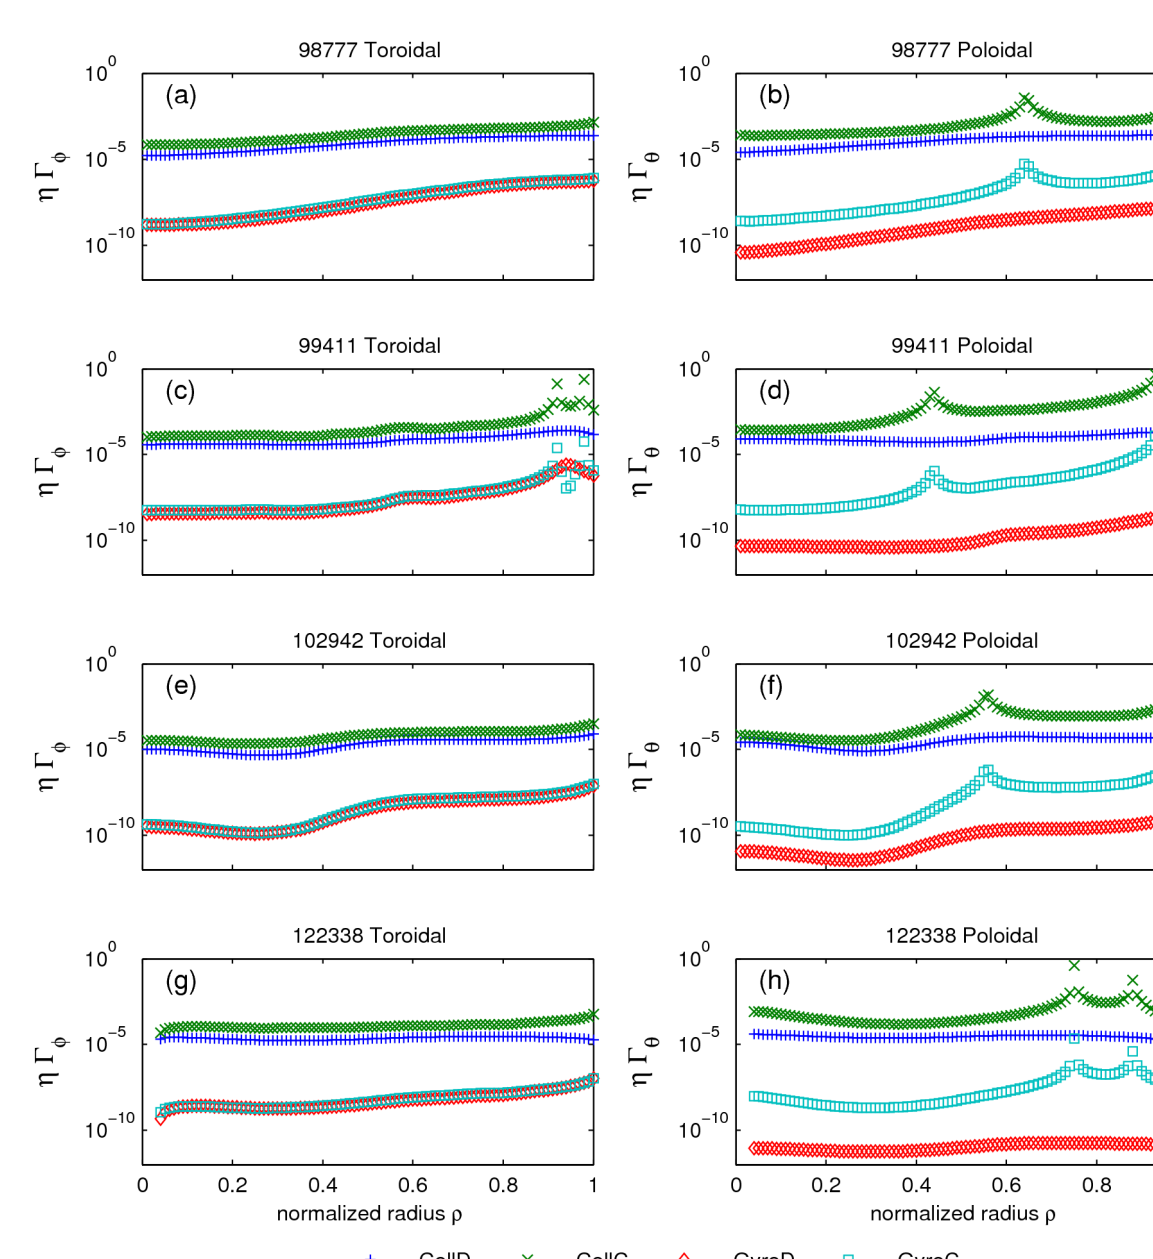 98777 Toroidal
98777 Poloidal
10^0
10^−5
10^−10
η Γ_ϕ
(a)
10^0
10^−5
10^−10
η Γ_θ
(b)
99411 Toroidal
99411 Poloidal
10^0
10^−5
10^−10
η Γ_ϕ
(c)
10^0
10^−5
10^−10
η Γ_θ
(d)
102942 Toroidal
102942 Poloidal
10^0
10^−5
10^−10
η Γ_ϕ
(e)
10^0
10^−5
10^−10
η Γ_θ
(f)
122338 Toroidal
122338 Poloidal
10^0
10^−5
10^−10
η Γ_ϕ
(g)
10^0
10^−5
10^−10
η Γ_θ
(h)
0 0.2 0.4 0.6 0.8 1
0 0.2 0.4 0.6 0.8
normalized radius ρ
normalized radius ρ